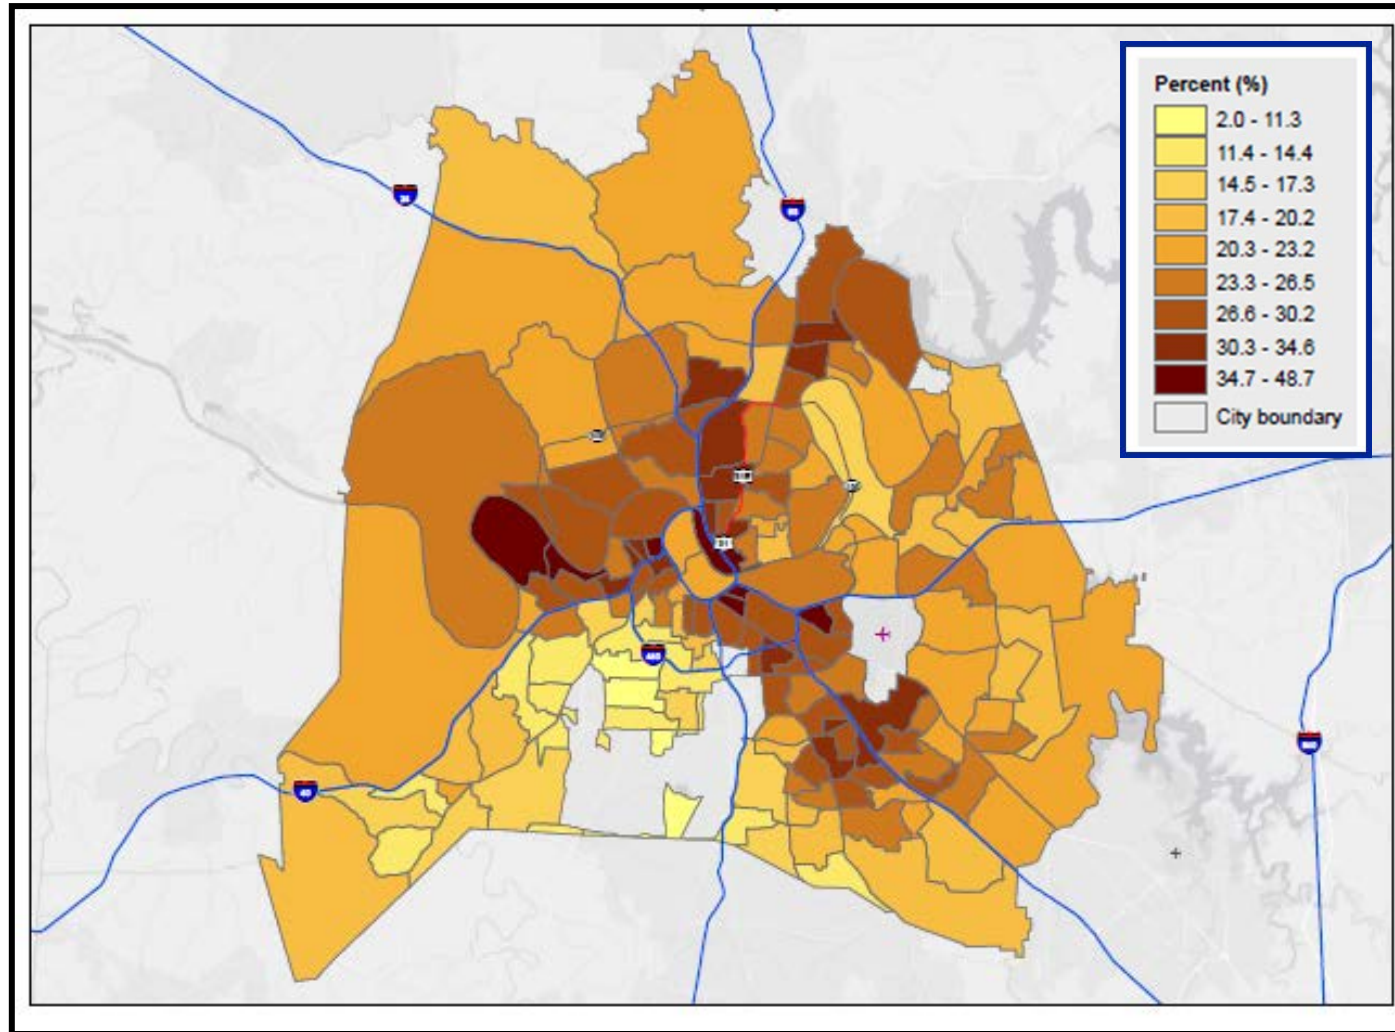 Percent (%)
2.0 - 11.3
11.4 - 14.4
14.5 - 17.3
17.4 - 20.2
20.3 - 23.2
23.3 - 26.5
26.6 - 30.2
30.3 - 34.6
34.7 - 48.7
City boundary
40